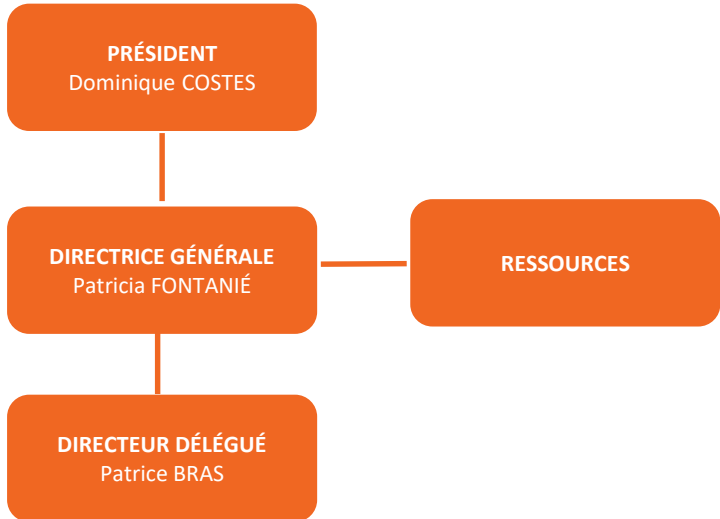 PRÉSIDENT
Dominique COSTES
DIRECTRICE GÉNÉRALE
Patricia FONTANIÉ
RESSOURCES
DIRECTEUR DÉLÉGUÉ
Patrice BRAS